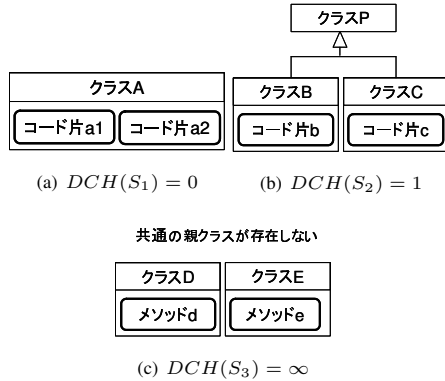 クラスP
クラスA
コード片a1 コード片a2
クラスB クラスC
コード片b コード片c
(a) DCH(S₁) = 0 (b) DCH(S₂) = 1
共通の親クラスが存在しない
クラスD クラスE
メソッドd メソッドe
(c) DCH(S₃) = ∞